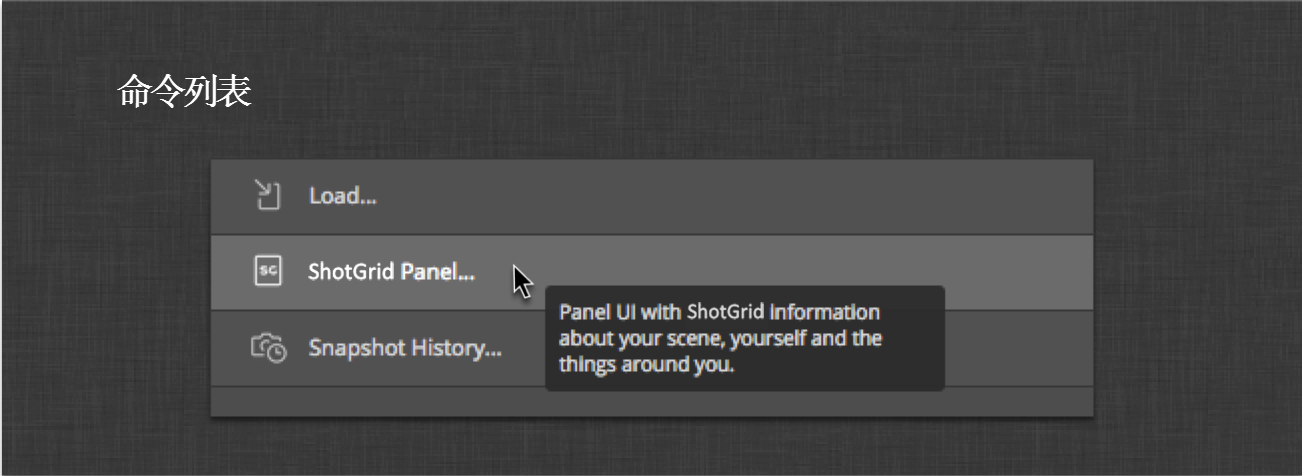 命令列表
Load...
SG
ShotGrid Panel...
Panel UI with ShotGrid Information
about your scene, yourself and the
things around you.
Snapshot History...